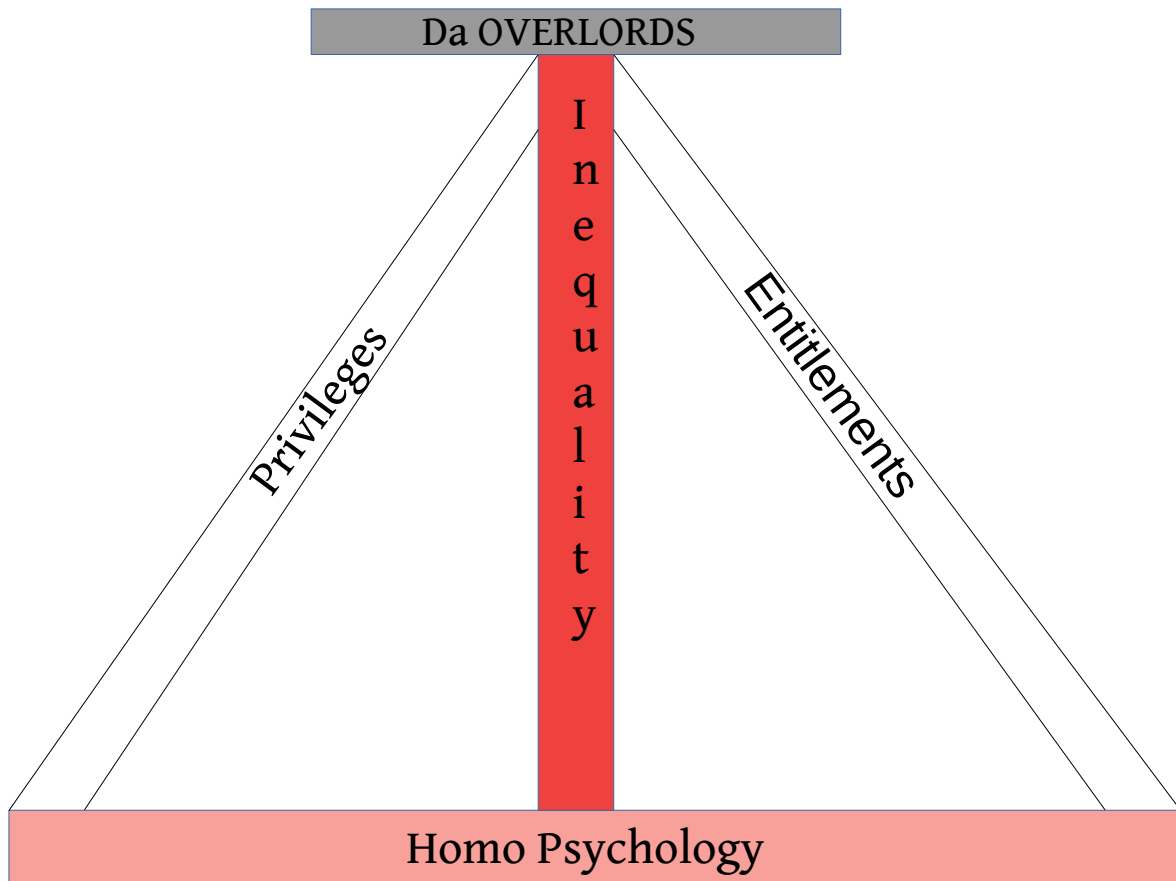 Da OVERLORDS
Inequality
Privileges
Entitlements
Homo Psychology